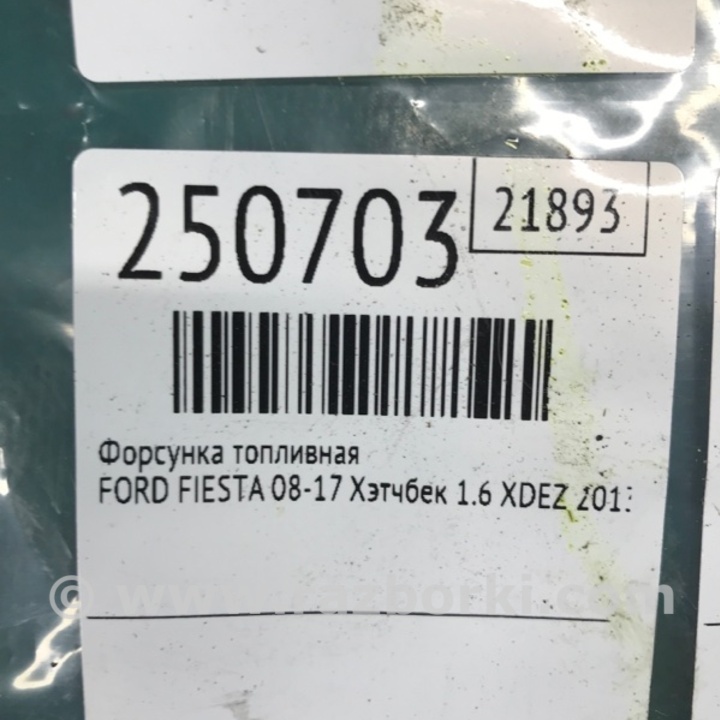 250703
21893
Форсунка топливная
FORD FIESTA 08-17 Хэтчбек 1.6 XDEZ